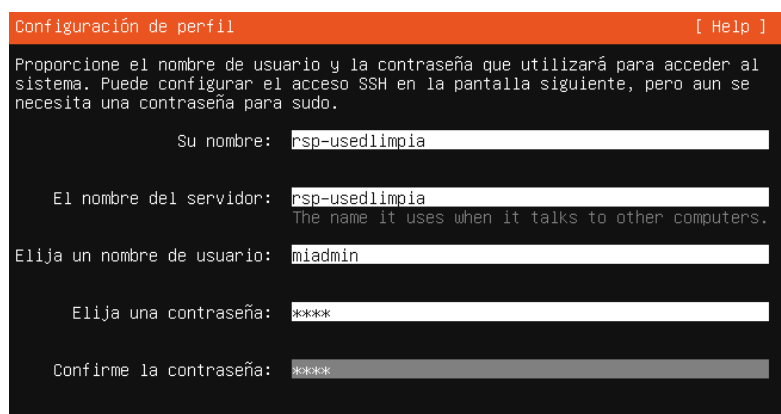 Configuración de perfil [ Help ]
Proporcione el nombre de usuario y la contraseña que utilizará para acceder al
sistema. Puede configurar el acceso SSH en la pantalla siguiente, pero aun se
necesita una contraseña para sudo.
Su nombre: rsp-usedlimpia
El nombre del servidor: rsp-usedlimpia
The name it uses when it talks to other computers.
Elija un nombre de usuario: miadmin
Elija una contraseña: ****
Confirme la contraseña: ****